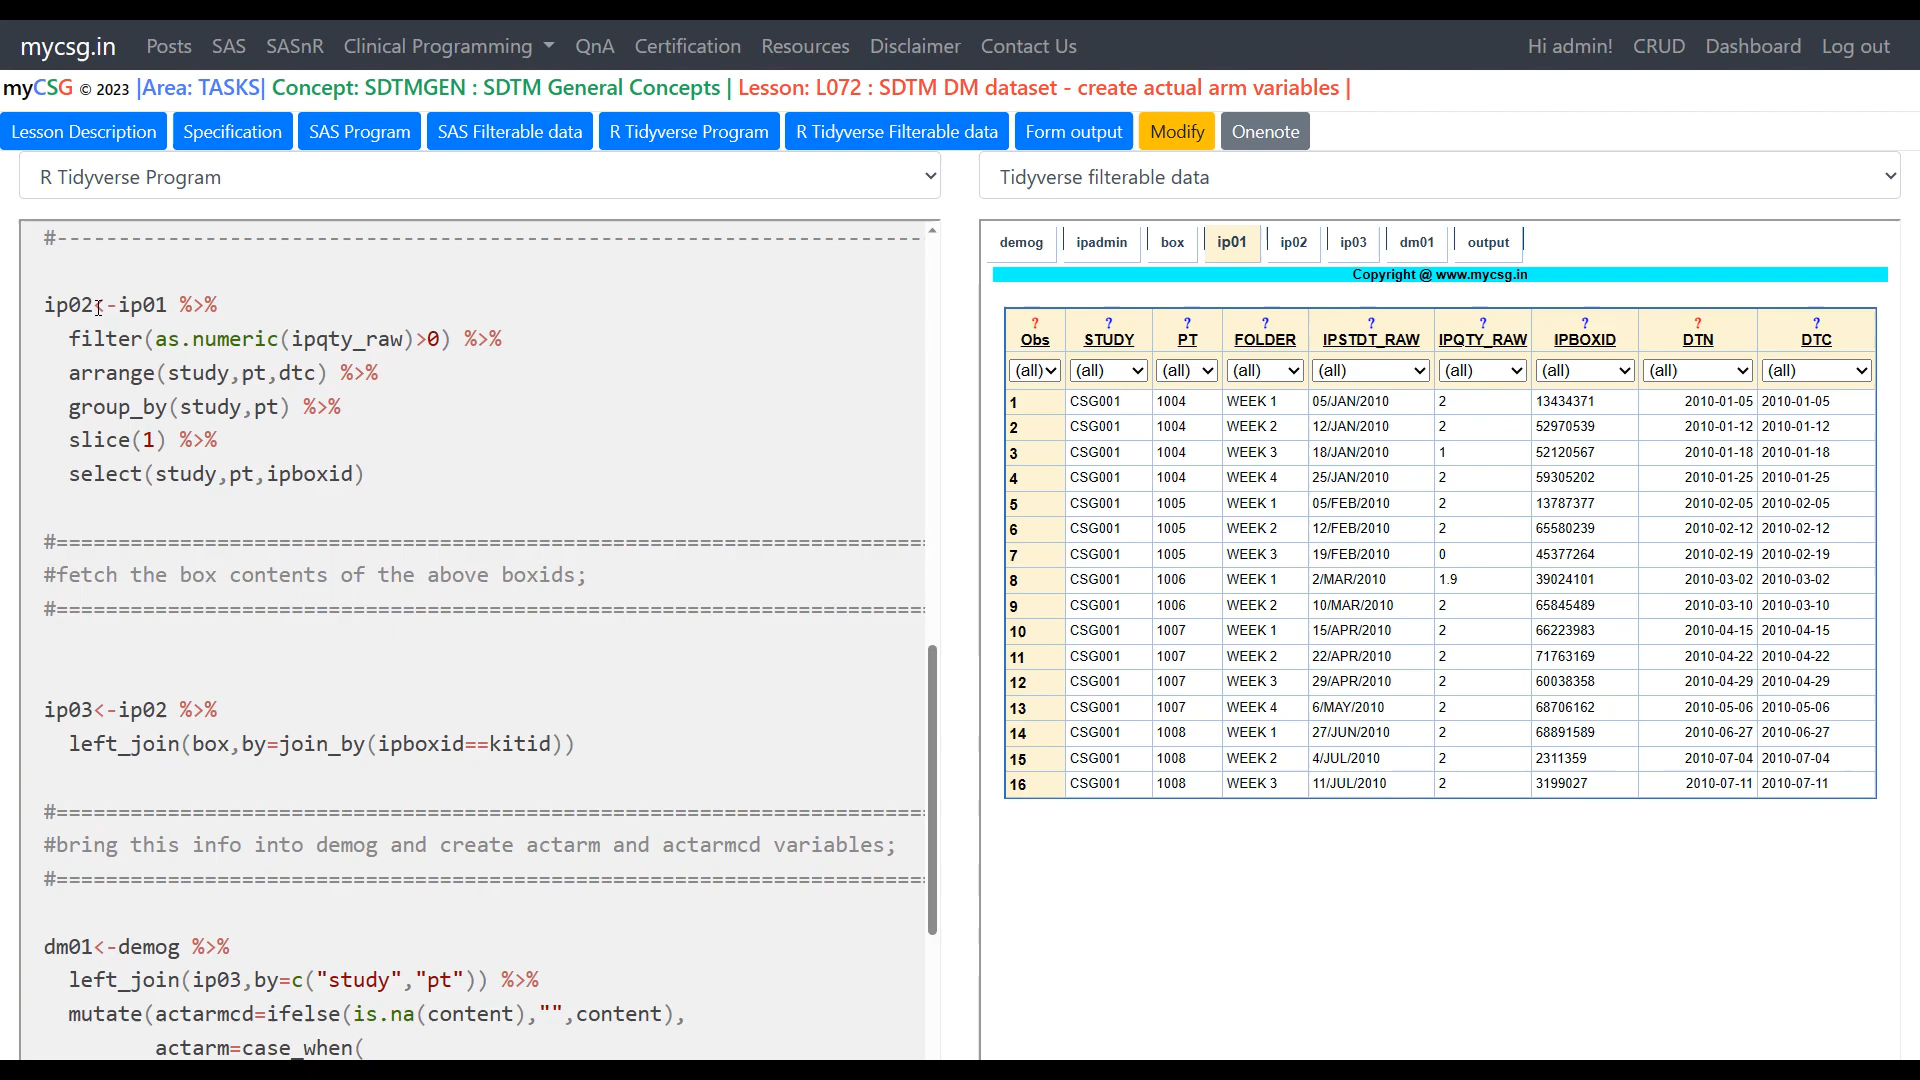 mycsg.in Posts SAS SASnR Clinical Programming QnA Certification Resources Disclaimer Contact Us Hi admin! CRUD Dashboard Log out
myCSG © 2023 |Area: TASKS| Concept: SDTMGEN : SDTM General Concepts | Lesson: L072 : SDTM DM dataset - create actual arm variables |
Lesson Description Specification SAS Program SAS Filterable data R Tidyverse Program R Tidyverse Filterable data Form output Modify Onenote
R Tidyverse Program
#----------------------------------------------------------------------
ip02<-ip01 %>%
filter(as.numeric(ipqty_raw)>0) %>%
arrange(study,pt,dtc) %>%
group_by(study,pt) %>%
slice(1) %>%
select(study,pt,ipboxid)
#======================================================================
#fetch the box contents of the above boxids;
#======================================================================
ip03<-ip02 %>%
left_join(box,by=join_by(ipboxid==kitid))
#======================================================================
#bring this info into demog and create actarm and actarmcd variables;
#======================================================================
dm01<-demog %>%
left_join(ip03,by=c("study","pt")) %>%
mutate(actarmcd=ifelse(is.na(content),"",content),
actarm=case_when(
Tidyverse filterable data
demog ipadmin box ip01 ip02 ip03 dm01 output
Copyright @ www.mycsg.in
? ? ? ? ? ? ? ? ?
Obs STUDY PT FOLDER IPSTDT_RAW IPQTY_RAW IPBOXID DTN DTC
(all) (all) (all) (all) (all) (all) (all) (all) (all)
1 CSG001 1004 WEEK 1 05/JAN/2010 2 13434371 2010-01-05 2010-01-05
2 CSG001 1004 WEEK 2 12/JAN/2010 2 52970539 2010-01-12 2010-01-12
3 CSG001 1004 WEEK 3 18/JAN/2010 1 52120567 2010-01-18 2010-01-18
4 CSG001 1004 WEEK 4 25/JAN/2010 2 59305202 2010-01-25 2010-01-25
5 CSG001 1005 WEEK 1 05/FEB/2010 2 13787377 2010-02-05 2010-02-05
6 CSG001 1005 WEEK 2 12/FEB/2010 2 65580239 2010-02-12 2010-02-12
7 CSG001 1005 WEEK 3 19/FEB/2010 0 45377264 2010-02-19 2010-02-19
8 CSG001 1006 WEEK 1 2/MAR/2010 1.9 39024101 2010-03-02 2010-03-02
9 CSG001 1006 WEEK 2 10/MAR/2010 2 65845489 2010-03-10 2010-03-10
10 CSG001 1007 WEEK 1 15/APR/2010 2 66223983 2010-04-15 2010-04-15
11 CSG001 1007 WEEK 2 22/APR/2010 2 71763169 2010-04-22 2010-04-22
12 CSG001 1007 WEEK 3 29/APR/2010 2 60038358 2010-04-29 2010-04-29
13 CSG001 1007 WEEK 4 6/MAY/2010 2 68706162 2010-05-06 2010-05-06
14 CSG001 1008 WEEK 1 27/JUN/2010 2 68891589 2010-06-27 2010-06-27
15 CSG001 1008 WEEK 2 4/JUL/2010 2 2311359 2010-07-04 2010-07-04
16 CSG001 1008 WEEK 3 11/JUL/2010 2 3199027 2010-07-11 2010-07-11